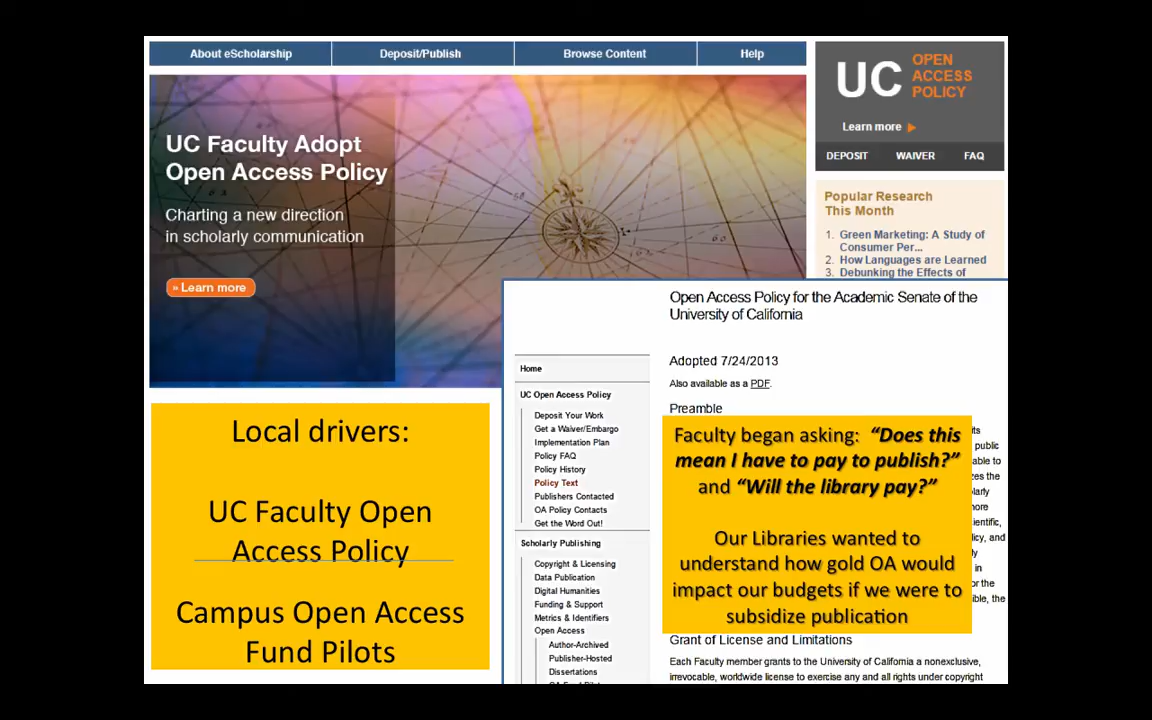 About eScholarship
Deposit/Publish
Browse Content
Help
UC Faculty Adopt
Open Access Policy
Charting a new direction
in scholarly communication
» Learn more
UC
OPEN
ACCESS
POLICY
Learn more
DEPOSIT
WAIVER
FAQ
Popular Research
This Month
1. Green Marketing: A Study of
Consumer Per...
2. How Languages are Learned
3. Debunking the Effects of
Local drivers:
UC Faculty Open
Access Policy
Campus Open Access
Fund Pilots
Home
UC Open Access Policy
Deposit Your Work
Get a Waiver/Embargo
Implementation Plan
Policy FAQ
Policy History
Policy Text
Publishers Contacted
OA Policy Contacts
Get the Word Out!
Scholarly Publishing
Copyright & Licensing
Data Publication
Digital Humanities
Funding & Support
Metrics & Identifiers
Open Access
Author-Archived
Publisher-Hosted
Dissertations
Open Access Policy for the Academic Senate of the
University of California
Adopted 7/24/2013
Also available as a PDF.
Preamble
Faculty began asking: “Does this
mean I have to pay to publish?”
and “Will the library pay?”
Our Libraries wanted to
understand how gold OA would
impact our budgets if we were to
subsidize publication
public
able to
zes the
in
Grant of License and Limitations
Each Faculty member grants to the University of California a nonexclusive,
irrevocable, worldwide license to exercise any and all rights under copyright